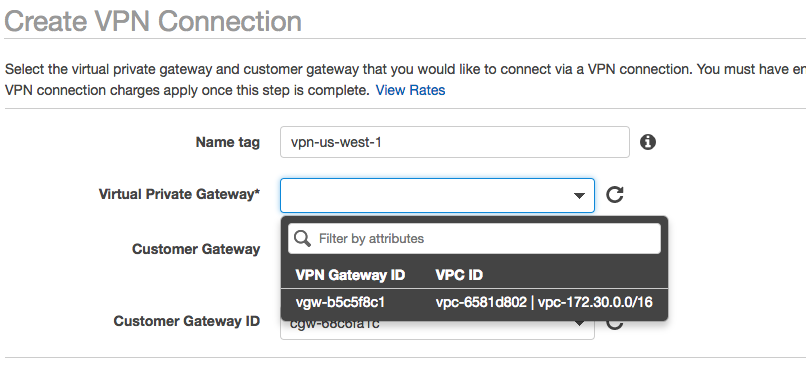 Create VPN Connection
Select the virtual private gateway and customer gateway that you would like to connect via a VPN connection. You must have
VPN connection charges apply once this step is complete. View Rates
Name tag
vpn-us-west-1
Virtual Private Gateway*
Filter by attributes
Customer Gateway
VPN Gateway ID VPC ID
vgw-b5c5f8c1 vpc-6581d802 | vpc-172.30.0.0/16
Customer Gateway ID
cgw-68c6fa1c